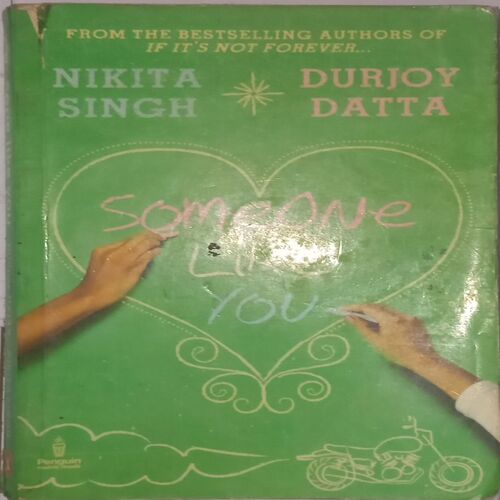 FROM THE BESTSELLING AUTHORS OF
IF IT'S NOT FOREVER...
NIKITA DURJOY
SINGH DATTA
SOMEONE
LIKE
YOU
Penguin